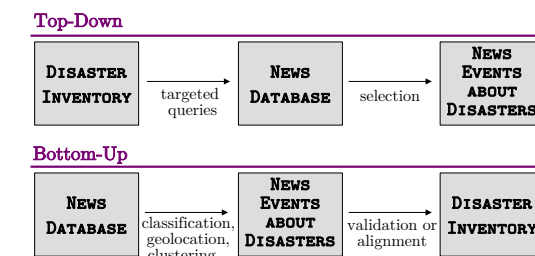 Top-Down
DISASTER
INVENTORY
targeted
queries
NEWS
DATABASE
selection
NEWS
EVENTS
ABOUT
DISASTERS
Bottom-Up
NEWS
DATABASE
classification,
geolocation,
clustering
NEWS
EVENTS
ABOUT
DISASTERS
validation or
alignment
DISASTER
INVENTORY